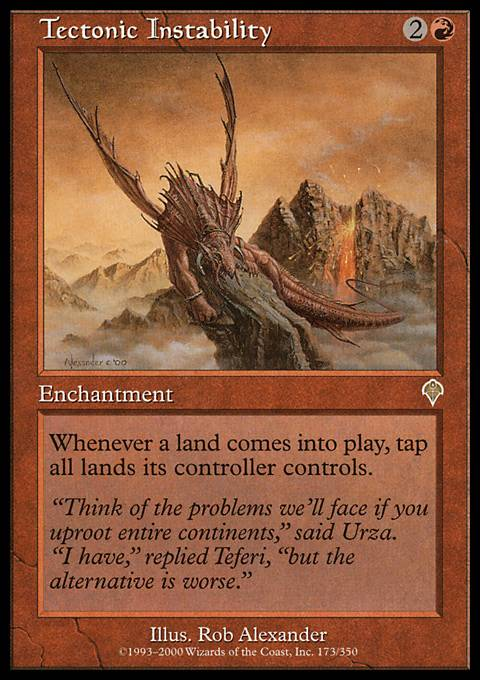 Tectonic Instability 2
Alexander © '00
Enchantment
Whenever a land comes into play, tap
all lands its controller controls.
“Think of the problems we’ll face if you
uproot entire continents,” said Urza.
“I have,” replied Teferi, “but the
alternative is worse.”
Illus. Rob Alexander
©1993–2000 Wizards of the Coast, Inc. 173/350